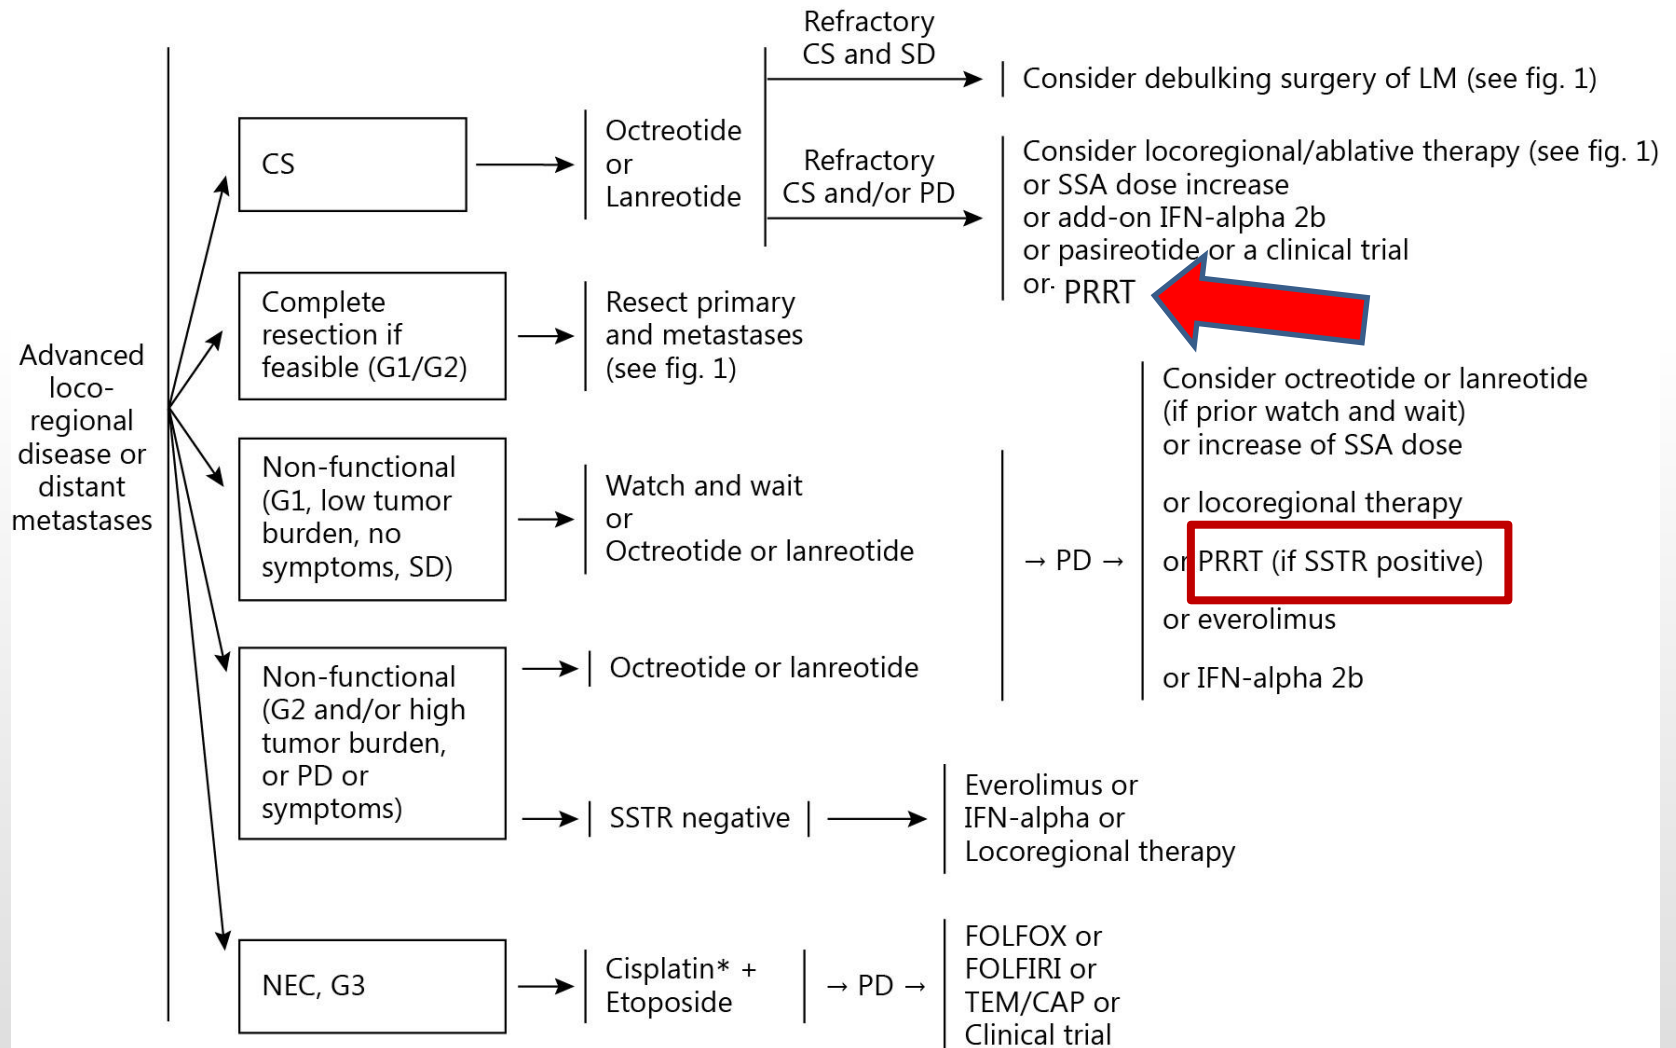 Advanced
loco-
regional
disease or
distant
metastases
CS
Octreotide
or
Lanreotide
Refractory
CS and SD
Consider debulking surgery of LM (see fig. 1)
Refractory
CS and/or PD
Consider locoregional/ablative therapy (see fig. 1)
or SSA dose increase
or add-on IFN-alpha 2b
or pasireotide or a clinical trial
or PRRT
Complete
resection if
feasible (G1/G2)
Resect primary
and metastases
(see fig. 1)
Non-functional
(G1, low tumor
burden, no
symptoms, SD)
Watch and wait
or
Octreotide or lanreotide
Non-functional
(G2 and/or high
tumor burden,
or PD or
symptoms)
Octreotide or lanreotide
→ PD →
Consider octreotide or lanreotide
(if prior watch and wait)
or increase of SSA dose
or locoregional therapy
or PRRT (if SSTR positive)
or everolimus
or IFN-alpha 2b
SSTR negative
Everolimus or
IFN-alpha or
Locoregional therapy
NEC, G3
Cisplatin* +
Etoposide
→ PD →
FOLFOX or
FOLFIRI or
TEM/CAP or
Clinical trial